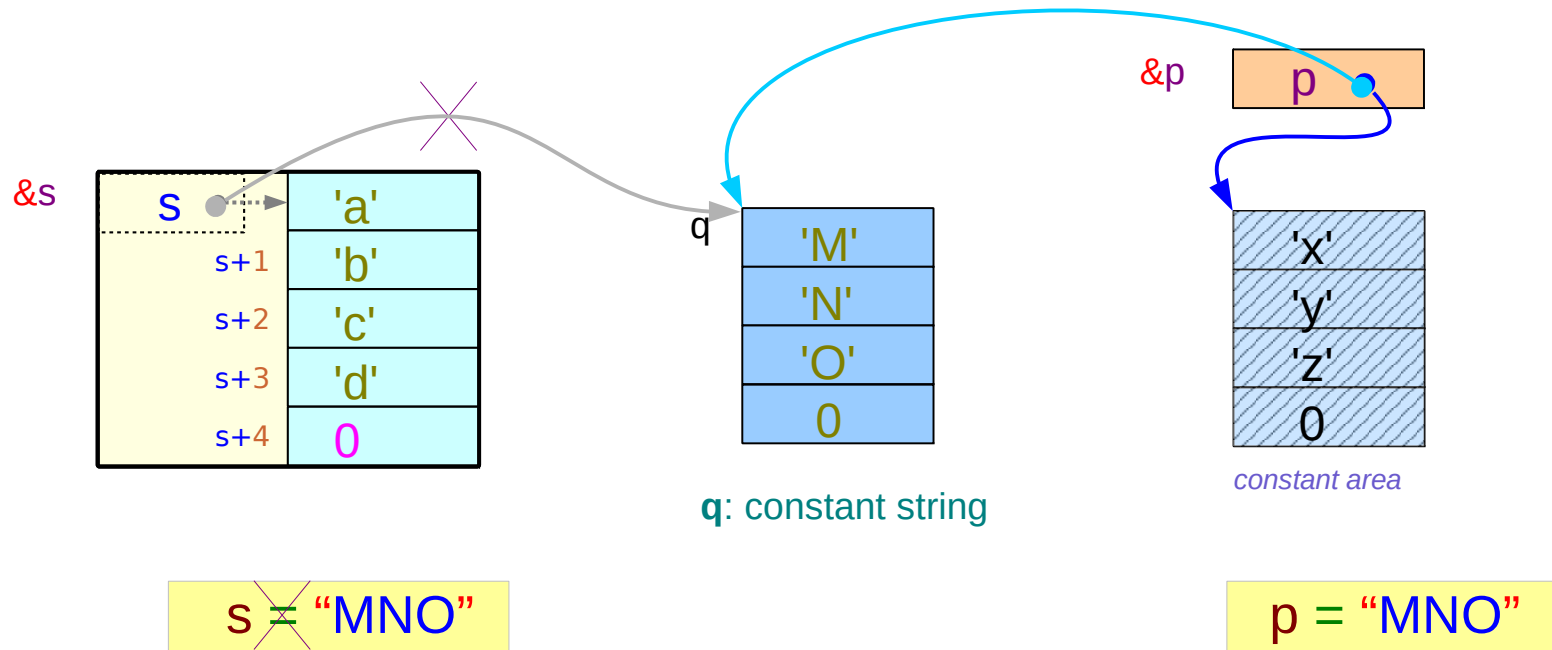 &s
s
'a'
s+1
'b'
s+2
'c'
s+3
'd'
s+4
0
q
'M'
'N'
'O'
0
q: constant string
&p
p
'x'
'y'
'z'
0
constant area
s = “MNO”
p = “MNO”